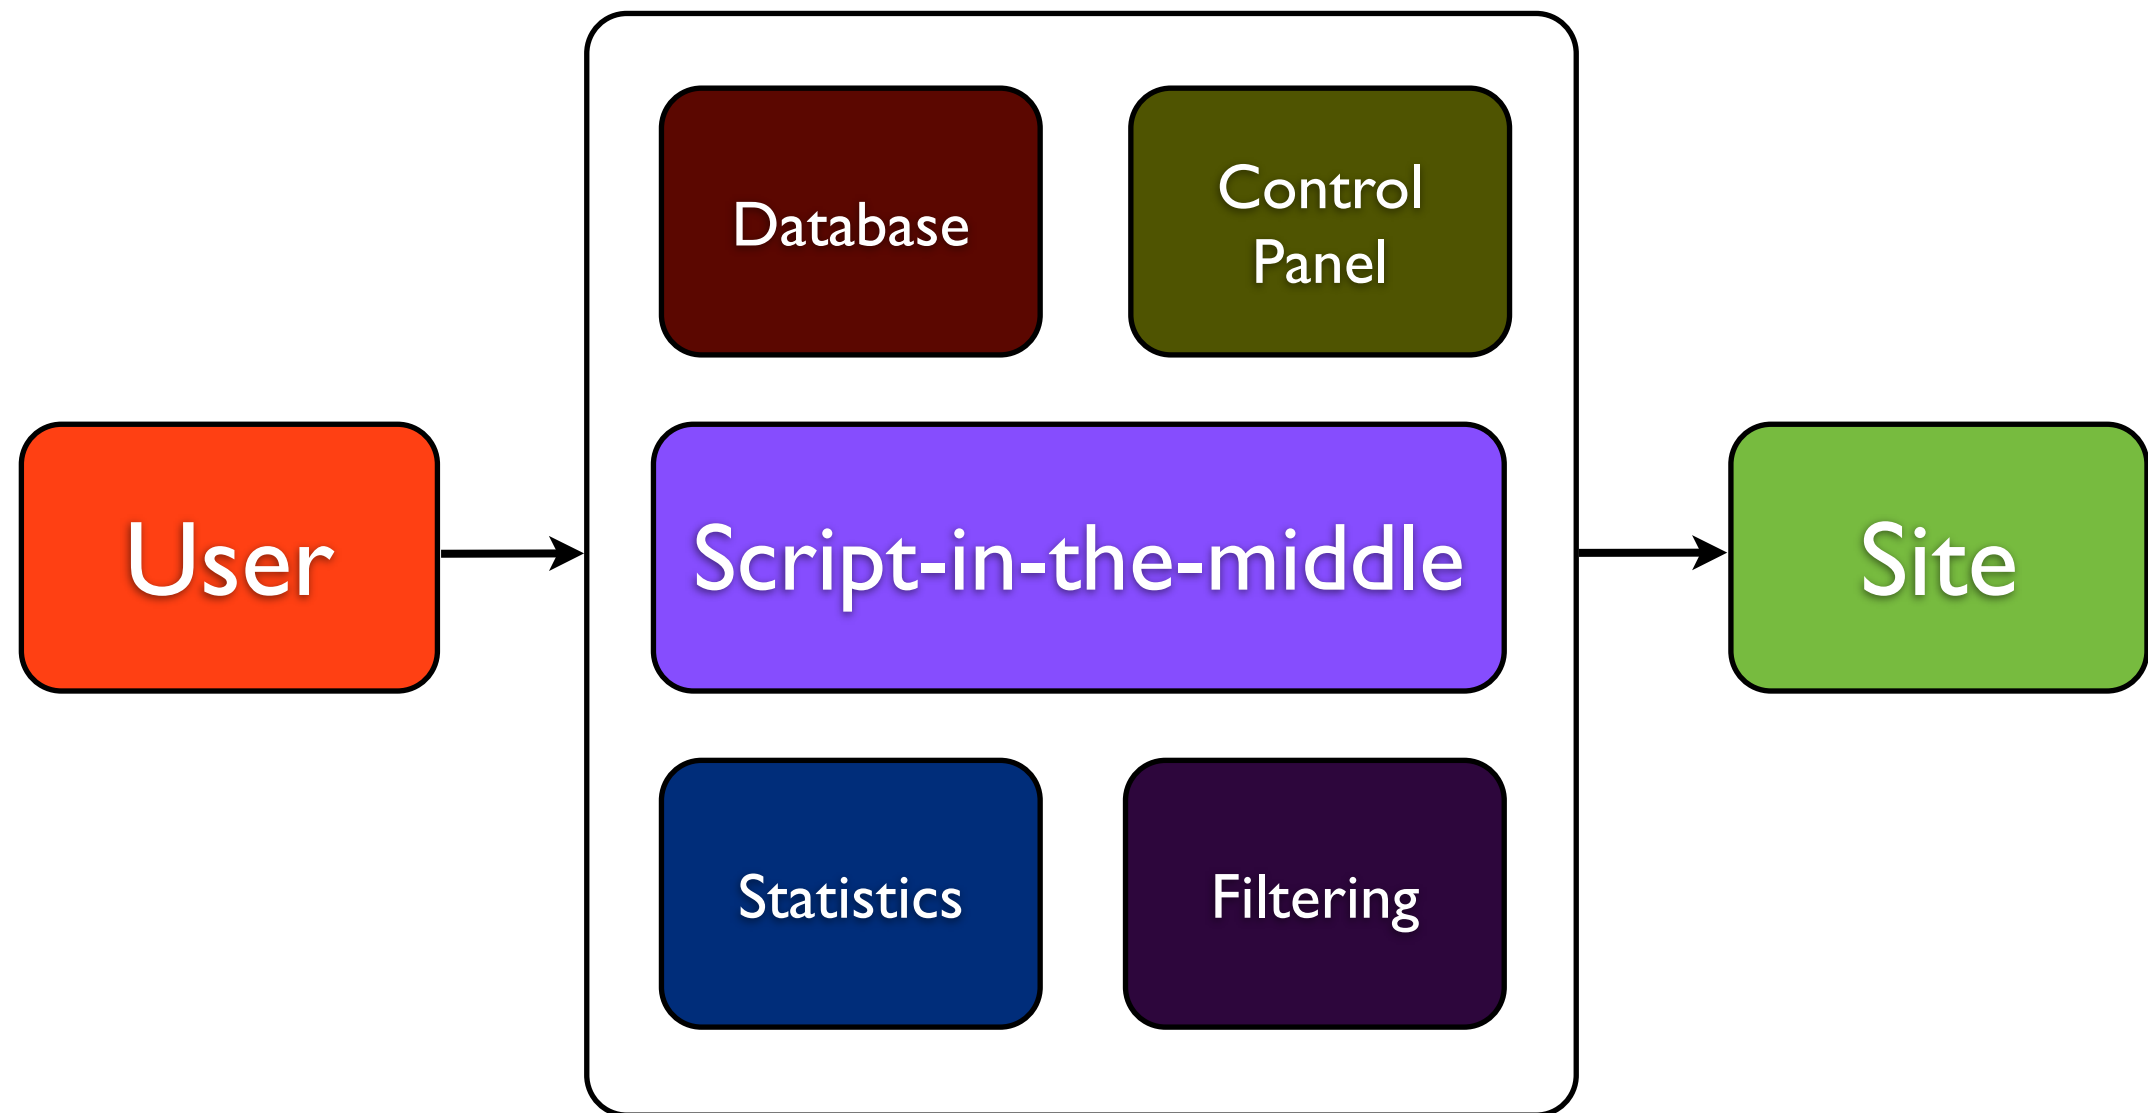 Database
Control
Panel
User
Script-in-the-middle
Site
Statistics
Filtering